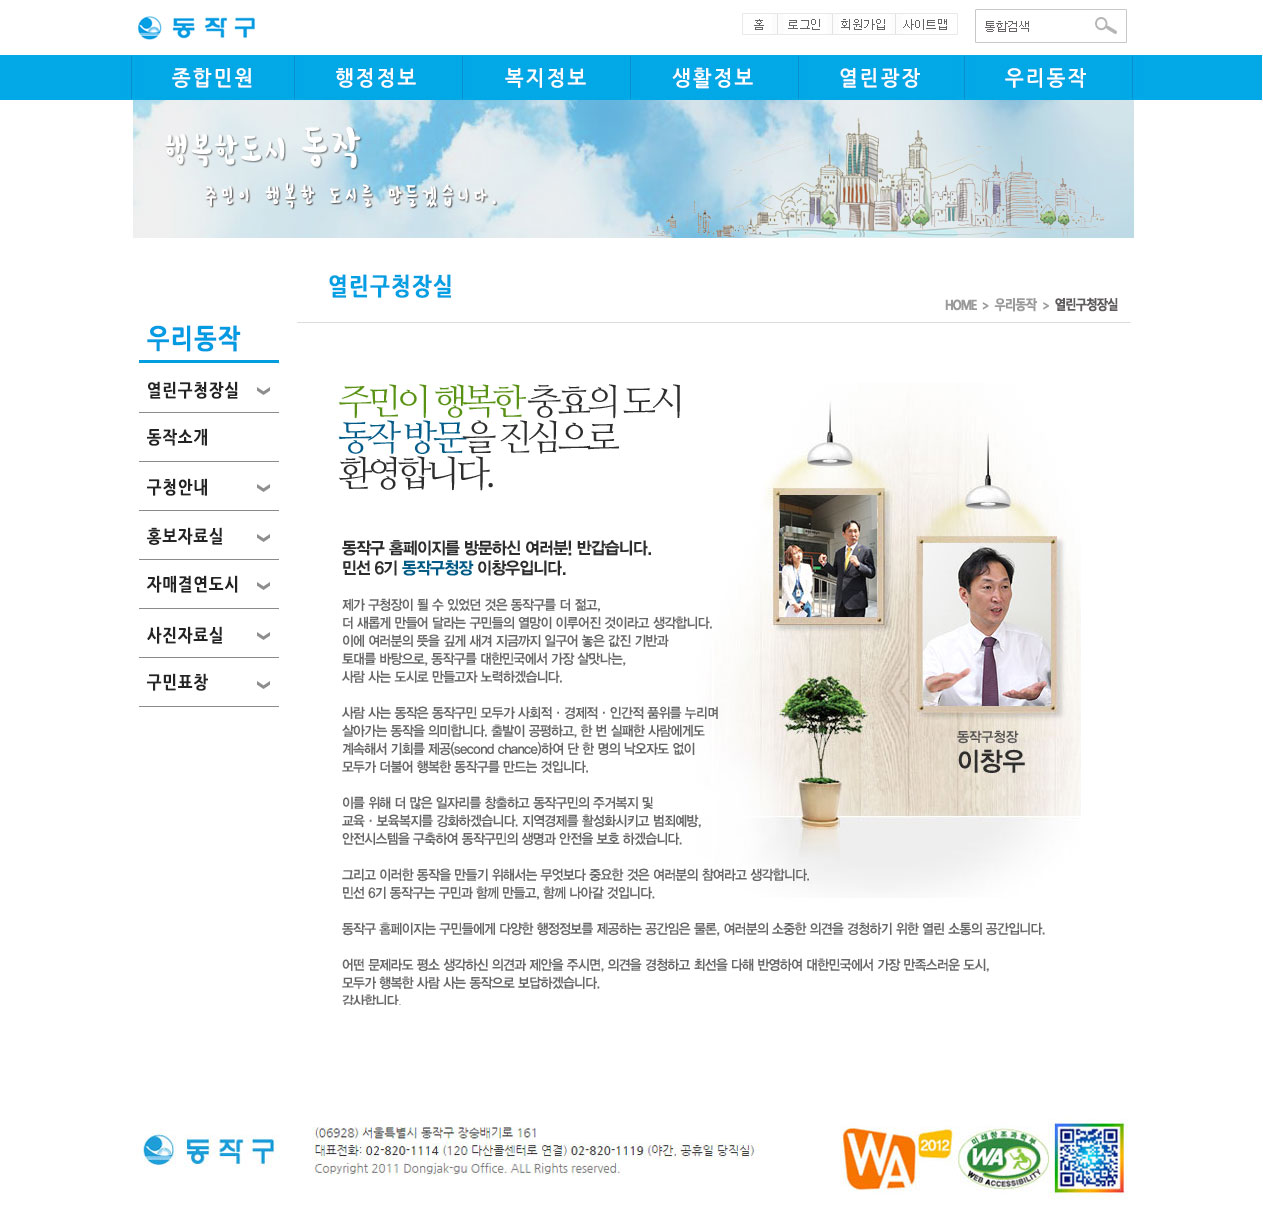 동작구
홈 로그인 회원가입 사이트맵
통합검색
종합민원 행정정보 복지정보 생활정보 열린광장 우리동작
행복한도시 동작
주민이 행복한 도시를 만들겠습니다.
열린구청장실
HOME > 우리동작 > 열린구청장실
우리동작
열린구청장실
동작소개
구청안내
홍보자료실
자매결연도시
사진자료실
구민표창
주민이 행복한 충효의 도시
동작 방문을 진심으로
환영합니다.
동작구 홈페이지를 방문하신 여러분! 반갑습니다.
민선 6기 동작구청장 이창우입니다.
제가 구청장이 될 수 있었던 것은 동작구를 더 젊고,
더 새롭게 만들어 달라는 구민들의 열망이 이루어진 것이라고 생각합니다.
이에 여러분의 뜻을 깊게 새겨 지금까지 일구어 놓은 값진 기반과
토대를 바탕으로, 동작구를 대한민국에서 가장 살맛나는,
사람 사는 도시로 만들고자 노력하겠습니다.
사람 사는 동작은 동작구민 모두가 사회적 · 경제적 · 인간적 품위를 누리며
살아가는 동작을 의미합니다. 출발이 공평하고, 한 번 실패한 사람에게도
계속해서 기회를 제공(second chance)하여 단 한 명의 낙오자도 없이
모두가 더불어 행복한 동작구를 만드는 것입니다.
이를 위해 더 많은 일자리를 창출하고 동작구민의 주거복지 및
교육 · 보육복지를 강화하겠습니다. 지역경제를 활성화시키고 범죄예방,
안전시스템을 구축하여 동작구민의 생명과 안전을 보호 하겠습니다.
그리고 이러한 동작을 만들기 위해서는 무엇보다 중요한 것은 여러분의 참여라고 생각합니다.
민선 6기 동작구는 구민과 함께 만들고, 함께 나아갈 것입니다.
동작구 홈페이지는 구민들에게 다양한 행정정보를 제공하는 공간임은 물론, 여러분의 소중한 의견을 경청하기 위한 열린 소통의 공간입니다.
어떤 문제라도 평소 생각하신 의견과 제안을 주시면, 의견을 경청하고 최선을 다해 반영하여 대한민국에서 가장 만족스러운 도시,
모두가 행복한 사람 사는 동작으로 보답하겠습니다.
감사합니다.
동작구청장
이창우
동작구
(06928) 서울특별시 동작구 장승배기로 161
대표전화: 02-820-1114 (120 다산콜센터로 연결) 02-820-1119 (야간, 공휴일 당직실)
Copyright 2011 Dongjak-gu Office. ALL Rights reserved.
WA 2012
미래창조과학부
WA
WEB ACCESSIBILITY